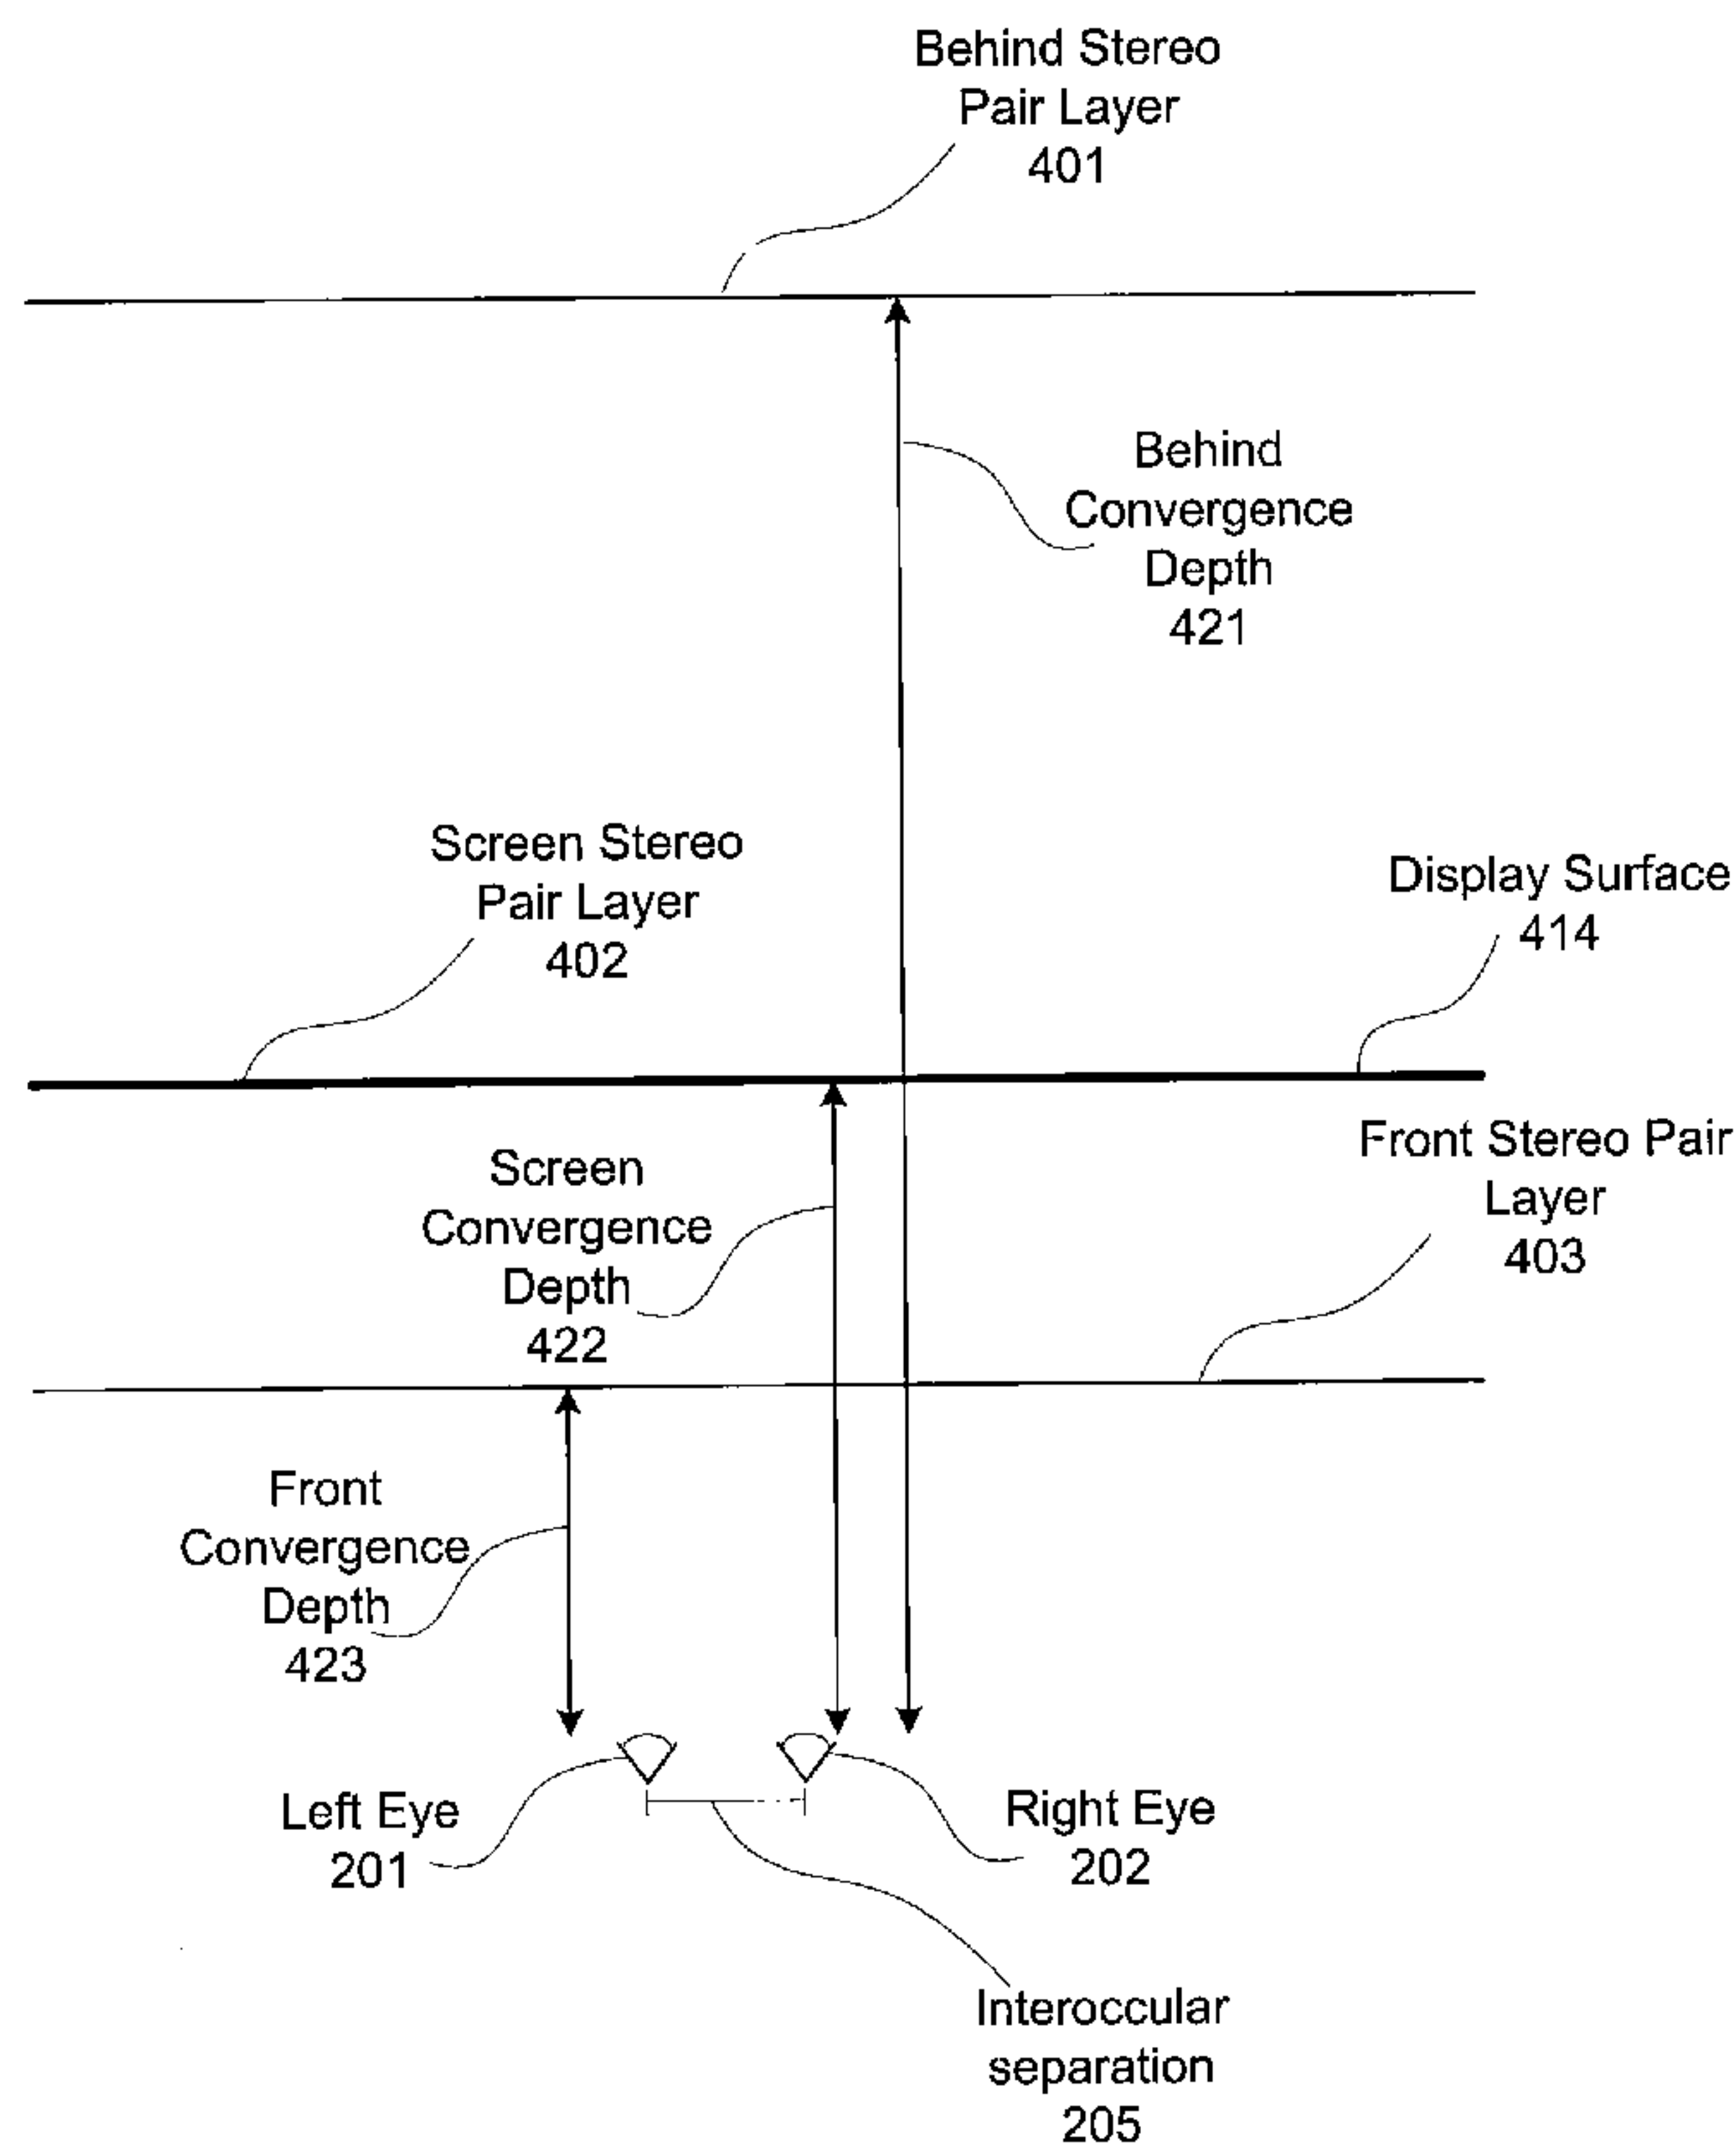 Behind Stereo
Pair Layer
401
Behind
Convergence
Depth
421
Screen Stereo
Pair Layer
402
Display Surface
414
Front Stereo Pair
Layer
403
Screen
Convergence
Depth
422
Front
Convergence
Depth
423
Left Eye
201
Right Eye
202
Interoccular
separation
205